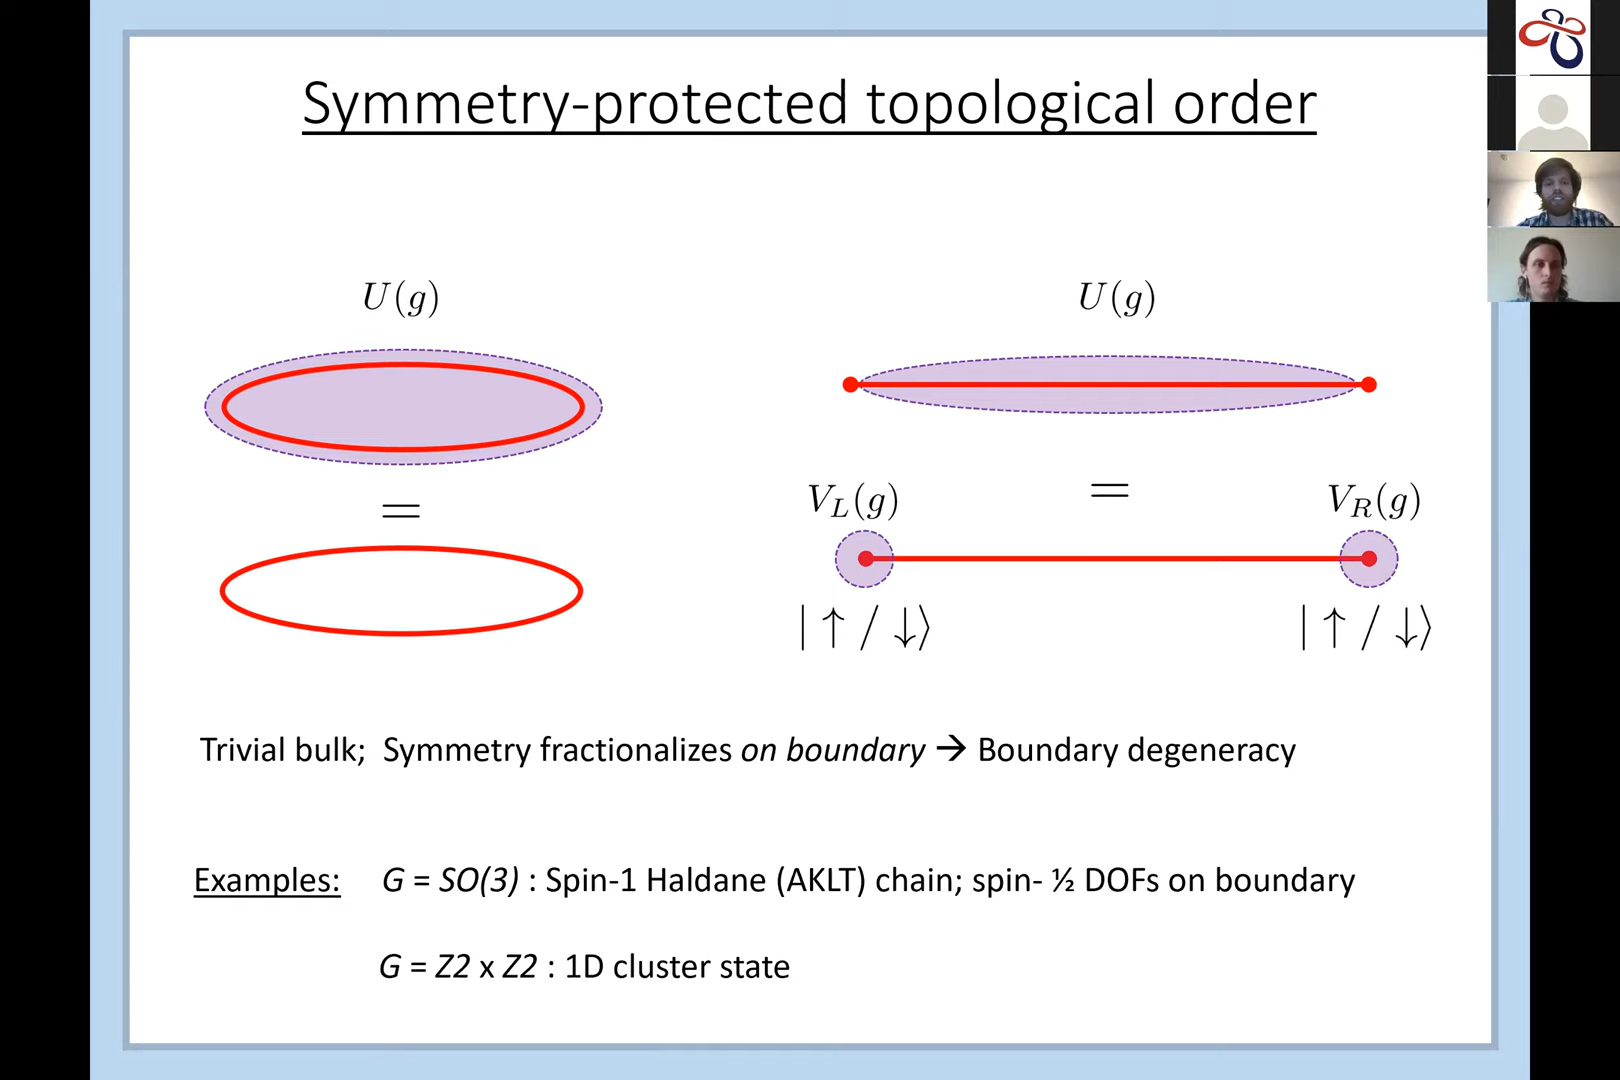 Symmetry-protected topological order
U(g)
U(g)
=
V_L(g)
=
V_R(g)
| ↑ / ↓⟩
| ↑ / ↓⟩
Trivial bulk; Symmetry fractionalizes on boundary → Boundary degeneracy
Examples: G = SO(3) : Spin-1 Haldane (AKLT) chain; spin- ½ DOFs on boundary
G = Z2 x Z2 : 1D cluster state